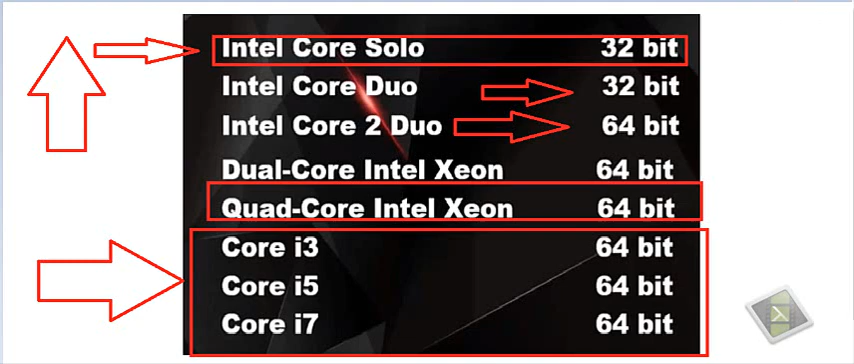 Intel Core Solo 32 bit
Intel Core Duo 32 bit
Intel Core 2 Duo 64 bit
Dual-Core Intel Xeon 64 bit
Quad-Core Intel Xeon 64 bit
Core i3 64 bit
Core i5 64 bit
Core i7 64 bit